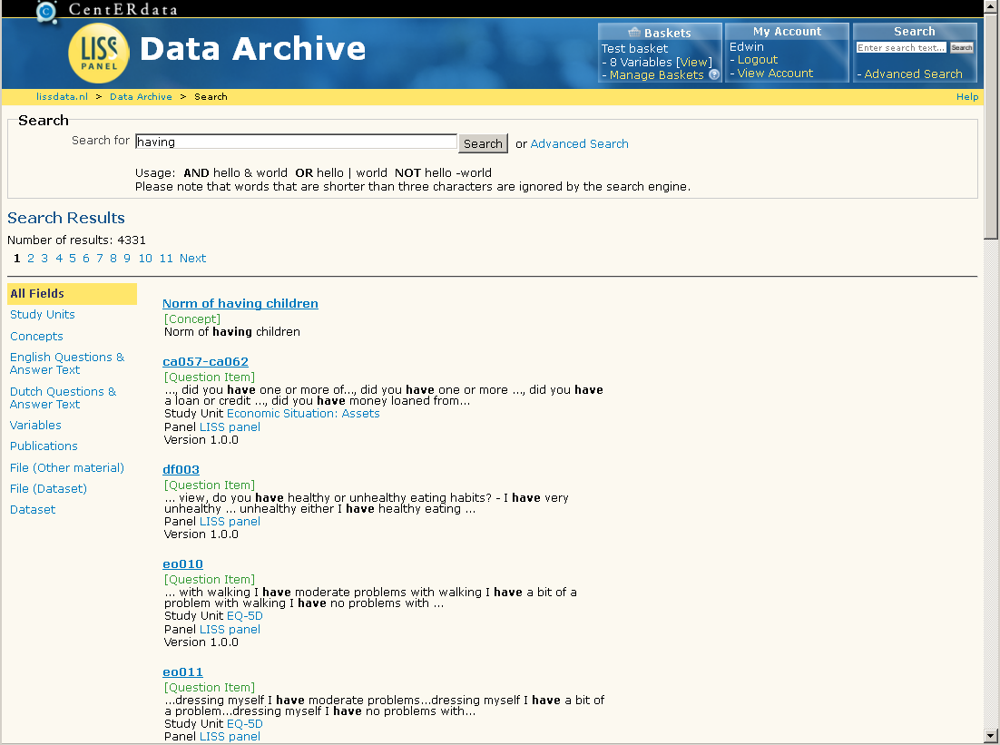 CentERdata
LISS
PANEL
Data Archive
Baskets
Test basket
- 8 Variables [View]
- Manage Baskets ?
My Account
Edwin
- Logout
- View Account
Search
Enter search text... Search
- Advanced Search
lissdata.nl > Data Archive > Search
Help
Search
Search for having Search or Advanced Search
Usage: AND hello & world OR hello | world NOT hello -world
Please note that words that are shorter than three characters are ignored by the search engine.
Search Results
Number of results: 4331
1 2 3 4 5 6 7 8 9 10 11 Next
All Fields
Study Units
Concepts
English Questions &
Answer Text
Dutch Questions &
Answer Text
Variables
Publications
File (Other material)
File (Dataset)
Dataset
Norm of having children
[Concept]
Norm of having children
ca057-ca062
[Question Item]
..., did you have one or more of..., did you have one or more ..., did you have
a loan or credit ..., did you have money loaned from...
Study Unit Economic Situation: Assets
Panel LISS panel
Version 1.0.0
df003
[Question Item]
... view, do you have healthy or unhealthy eating habits? - I have very
unhealthy ... unhealthy either I have healthy eating ...
Panel LISS panel
Version 1.0.0
eo010
[Question Item]
... with walking I have moderate problems with walking I have a bit of a
problem with walking I have no problems with ...
Study Unit EQ-5D
Panel LISS panel
Version 1.0.0
eo011
[Question Item]
...dressing myself I have moderate problems...dressing myself I have a bit of
a problem...dressing myself I have no problems with...
Study Unit EQ-5D
Panel LISS panel